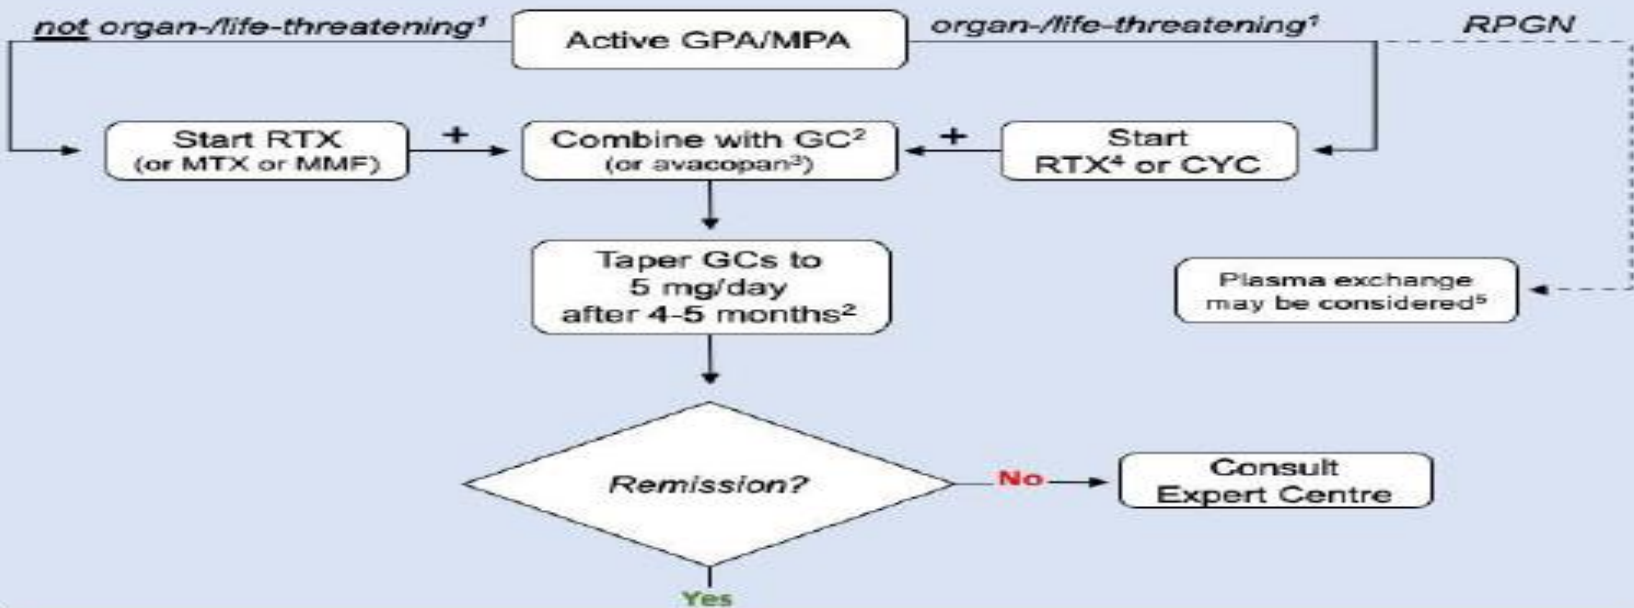 not organ-/life-threatening¹
Active GPA/MPA
organ-/life-threatening¹
RPGN
Start RTX
(or MTX or MMF)
+
Combine with GC²
(or avacopan³)
+
Start
RTX⁴ or CYC
Taper GCs to
5 mg/day
after 4-5 months²
Plasma exchange
may be considered⁵
Remission?
No
Consult
Expert Centre
Yes